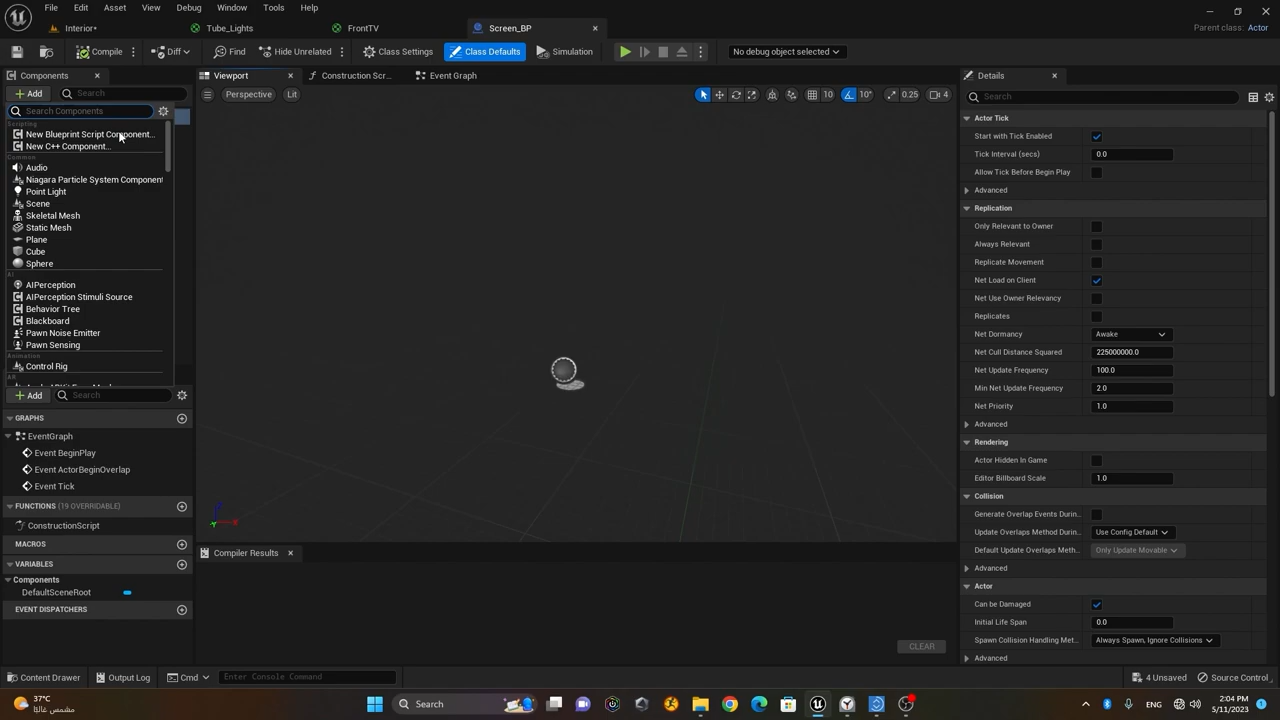 File Edit Asset View Debug Window Tools Help
Interior•
Tube_Lights
FrontTV
Screen_BP
Parent class: Actor
Compile
Diff
Find
Hide Unrelated
Class Settings
Class Defaults
Simulation
No debug object selected
Components
Viewport
Construction Scr...
Event Graph
Details
Add
Search
Perspective
Lit
10
10°
0.25
4
Search
Search Components
Scripting
New Blueprint Script Component...
New C++ Component...
Common
Audio
Niagara Particle System Component
Point Light
Scene
Skeletal Mesh
Static Mesh
Plane
Cube
Sphere
AI
AIPerception
AIPerception Stimuli Source
Behavior Tree
Blackboard
Pawn Noise Emitter
Pawn Sensing
Animation
Control Rig
Add
Search
GRAPHS
EventGraph
Event BeginPlay
Event ActorBeginOverlap
Event Tick
FUNCTIONS (19 OVERRIDABLE)
ConstructionScript
MACROS
VARIABLES
Components
DefaultSceneRoot
EVENT DISPATCHERS
Compiler Results
CLEAR
Actor Tick
Start with Tick Enabled
Tick Interval (secs) 0.0
Allow Tick Before Begin Play
Advanced
Replication
Only Relevant to Owner
Always Relevant
Replicate Movement
Net Load on Client
Net Use Owner Relevancy
Replicates
Net Dormancy Awake
Net Cull Distance Squared 225000000.0
Net Update Frequency 100.0
Min Net Update Frequency 2.0
Net Priority 1.0
Advanced
Rendering
Actor Hidden In Game
Editor Billboard Scale 1.0
Collision
Generate Overlap Events Durin...
Update Overlaps Method Durin... Use Config Default
Default Update Overlaps Meth... Only Update Movable
Advanced
Actor
Can be Damaged
Initial Life Span 0.0
Spawn Collision Handling Met... Always Spawn, Ignore Collisions
Advanced
Content Drawer
Output Log
Cmd
Enter Console Command
4 Unsaved
Source Control
37°C
Search
2:04 PM
5/11/2023